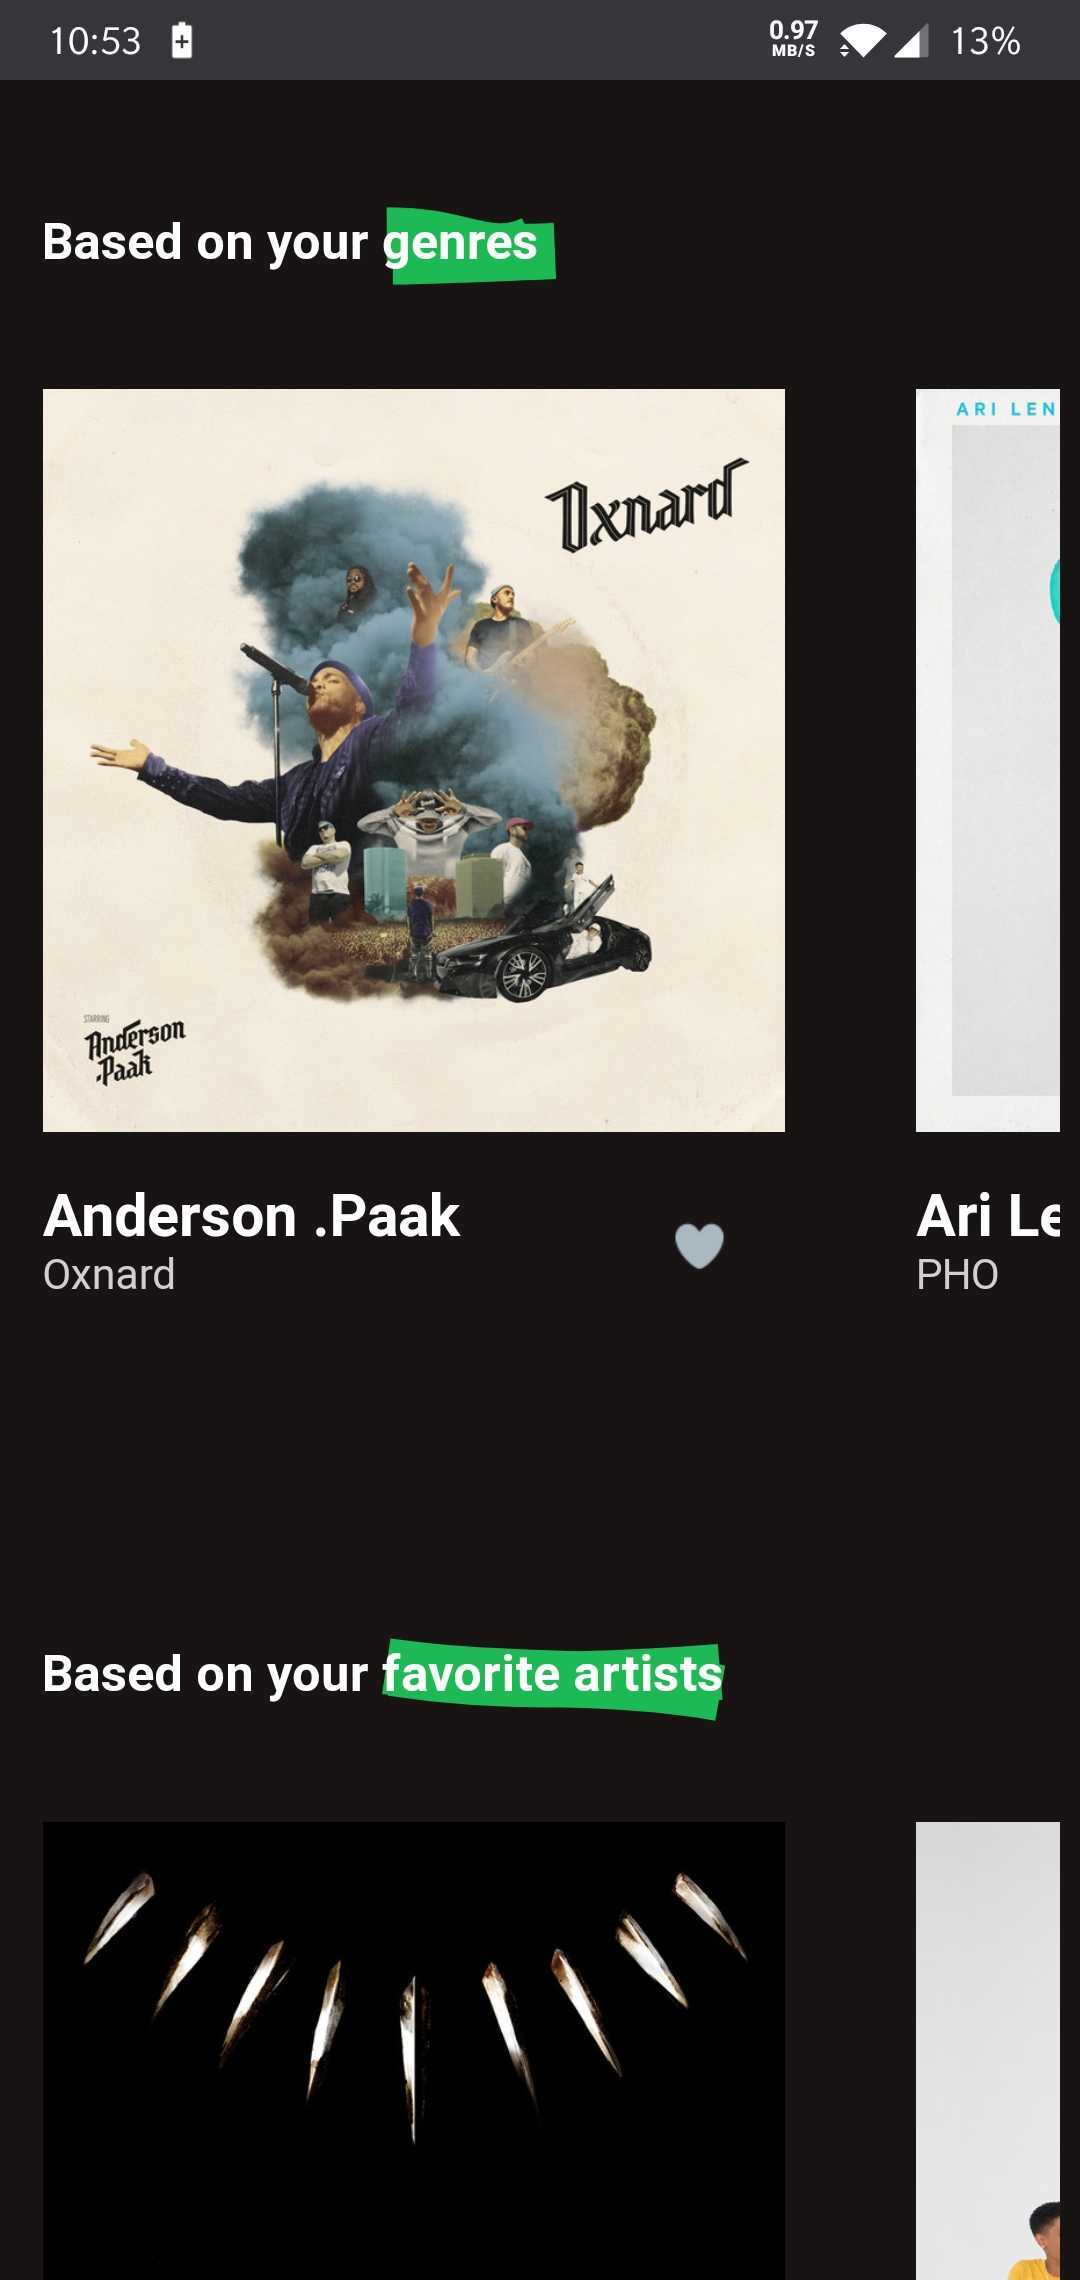 10:53
0.97
MB/S
13%
Based on your genres
Oxnard
STARRING
Anderson
.Paak
ARI LEN
Anderson .Paak
Oxnard
Ari Le
PHO
Based on your favorite artists